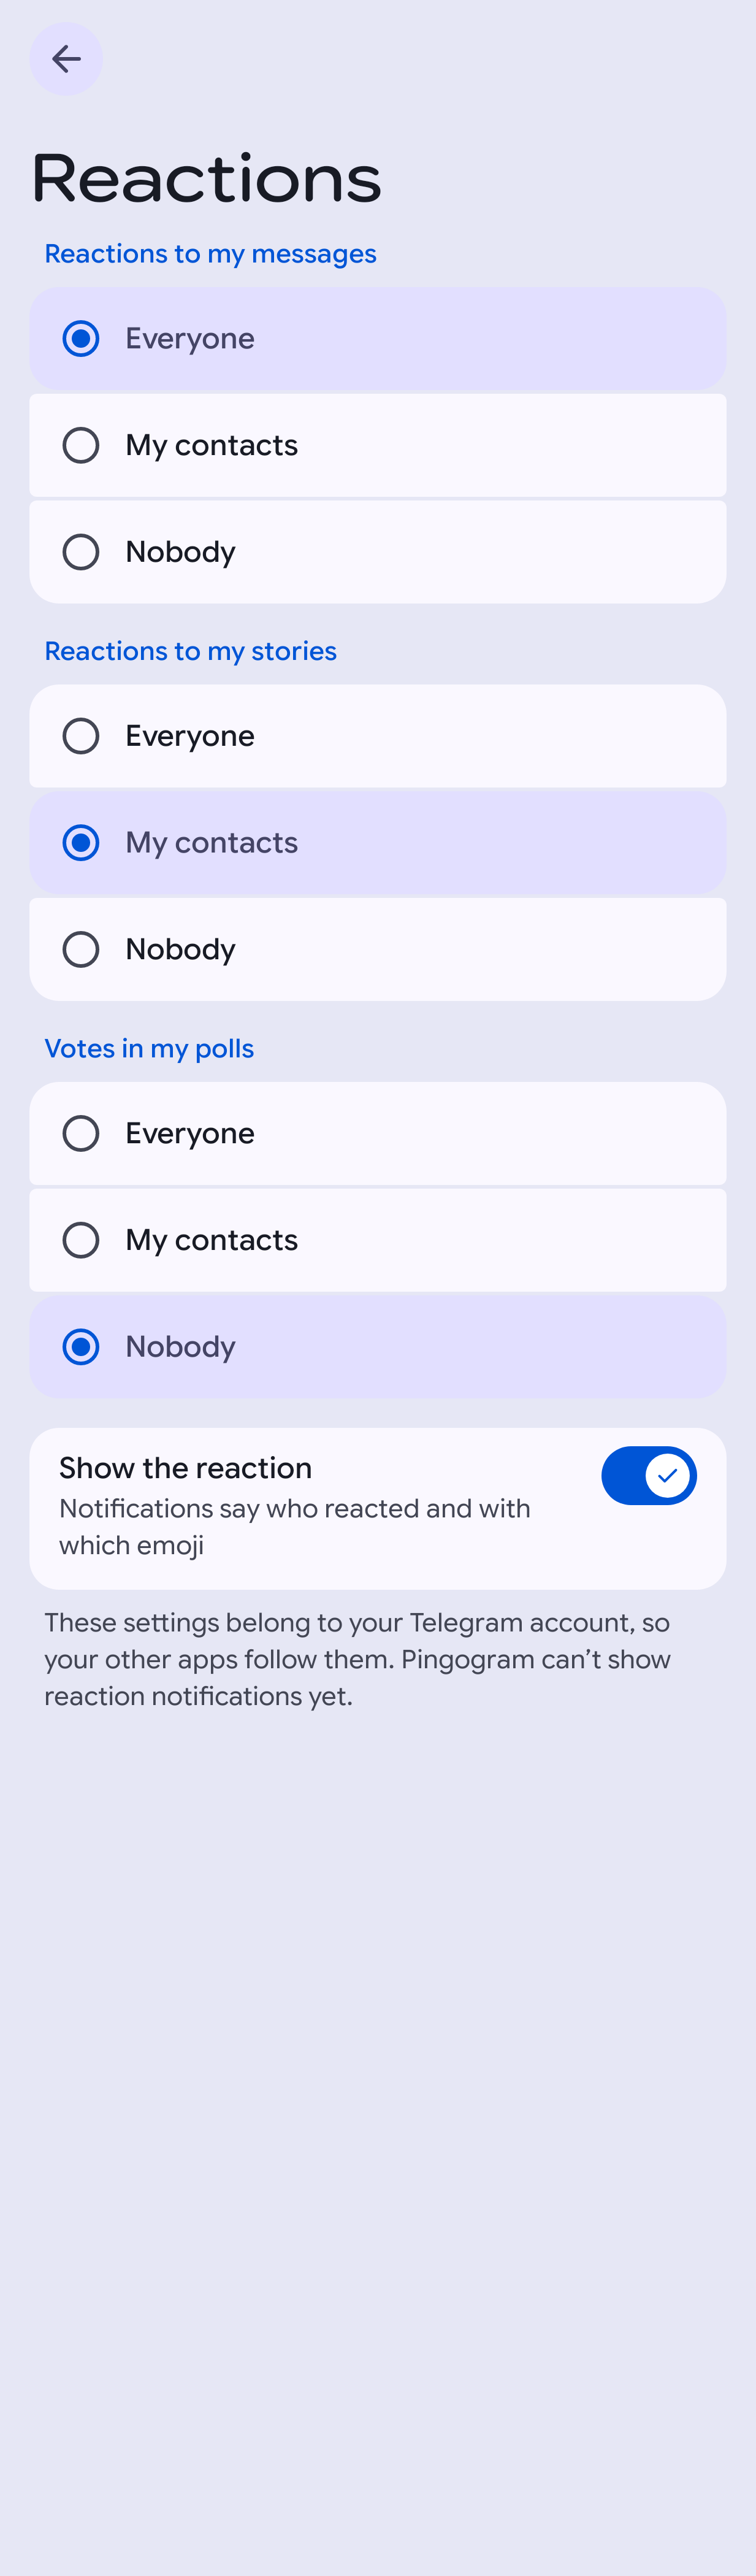 Reactions
Reactions to my messages
Everyone
My contacts
Nobody
Reactions to my stories
Everyone
My contacts
Nobody
Votes in my polls
Everyone
My contacts
Nobody
Show the reaction
Notifications say who reacted and with
which emoji
These settings belong to your Telegram account, so
your other apps follow them. Pingogram can’t show
reaction notifications yet.